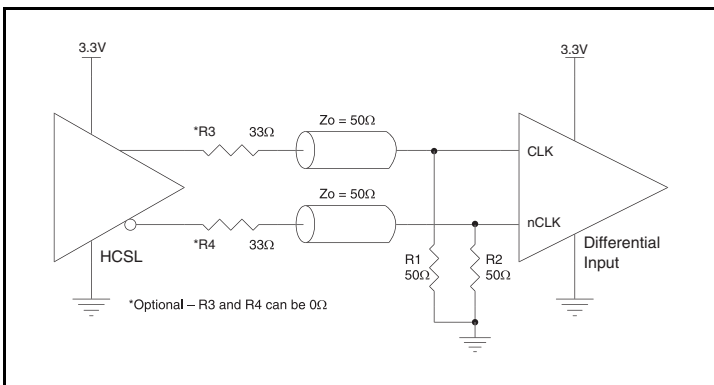 3.3V
3.3V
*R3
33Ω
Zo = 50Ω
CLK
Zo = 50Ω
nCLK
*R4
33Ω
HCSL
R1
50Ω
R2
50Ω
Differential
Input
*Optional – R3 and R4 can be 0Ω